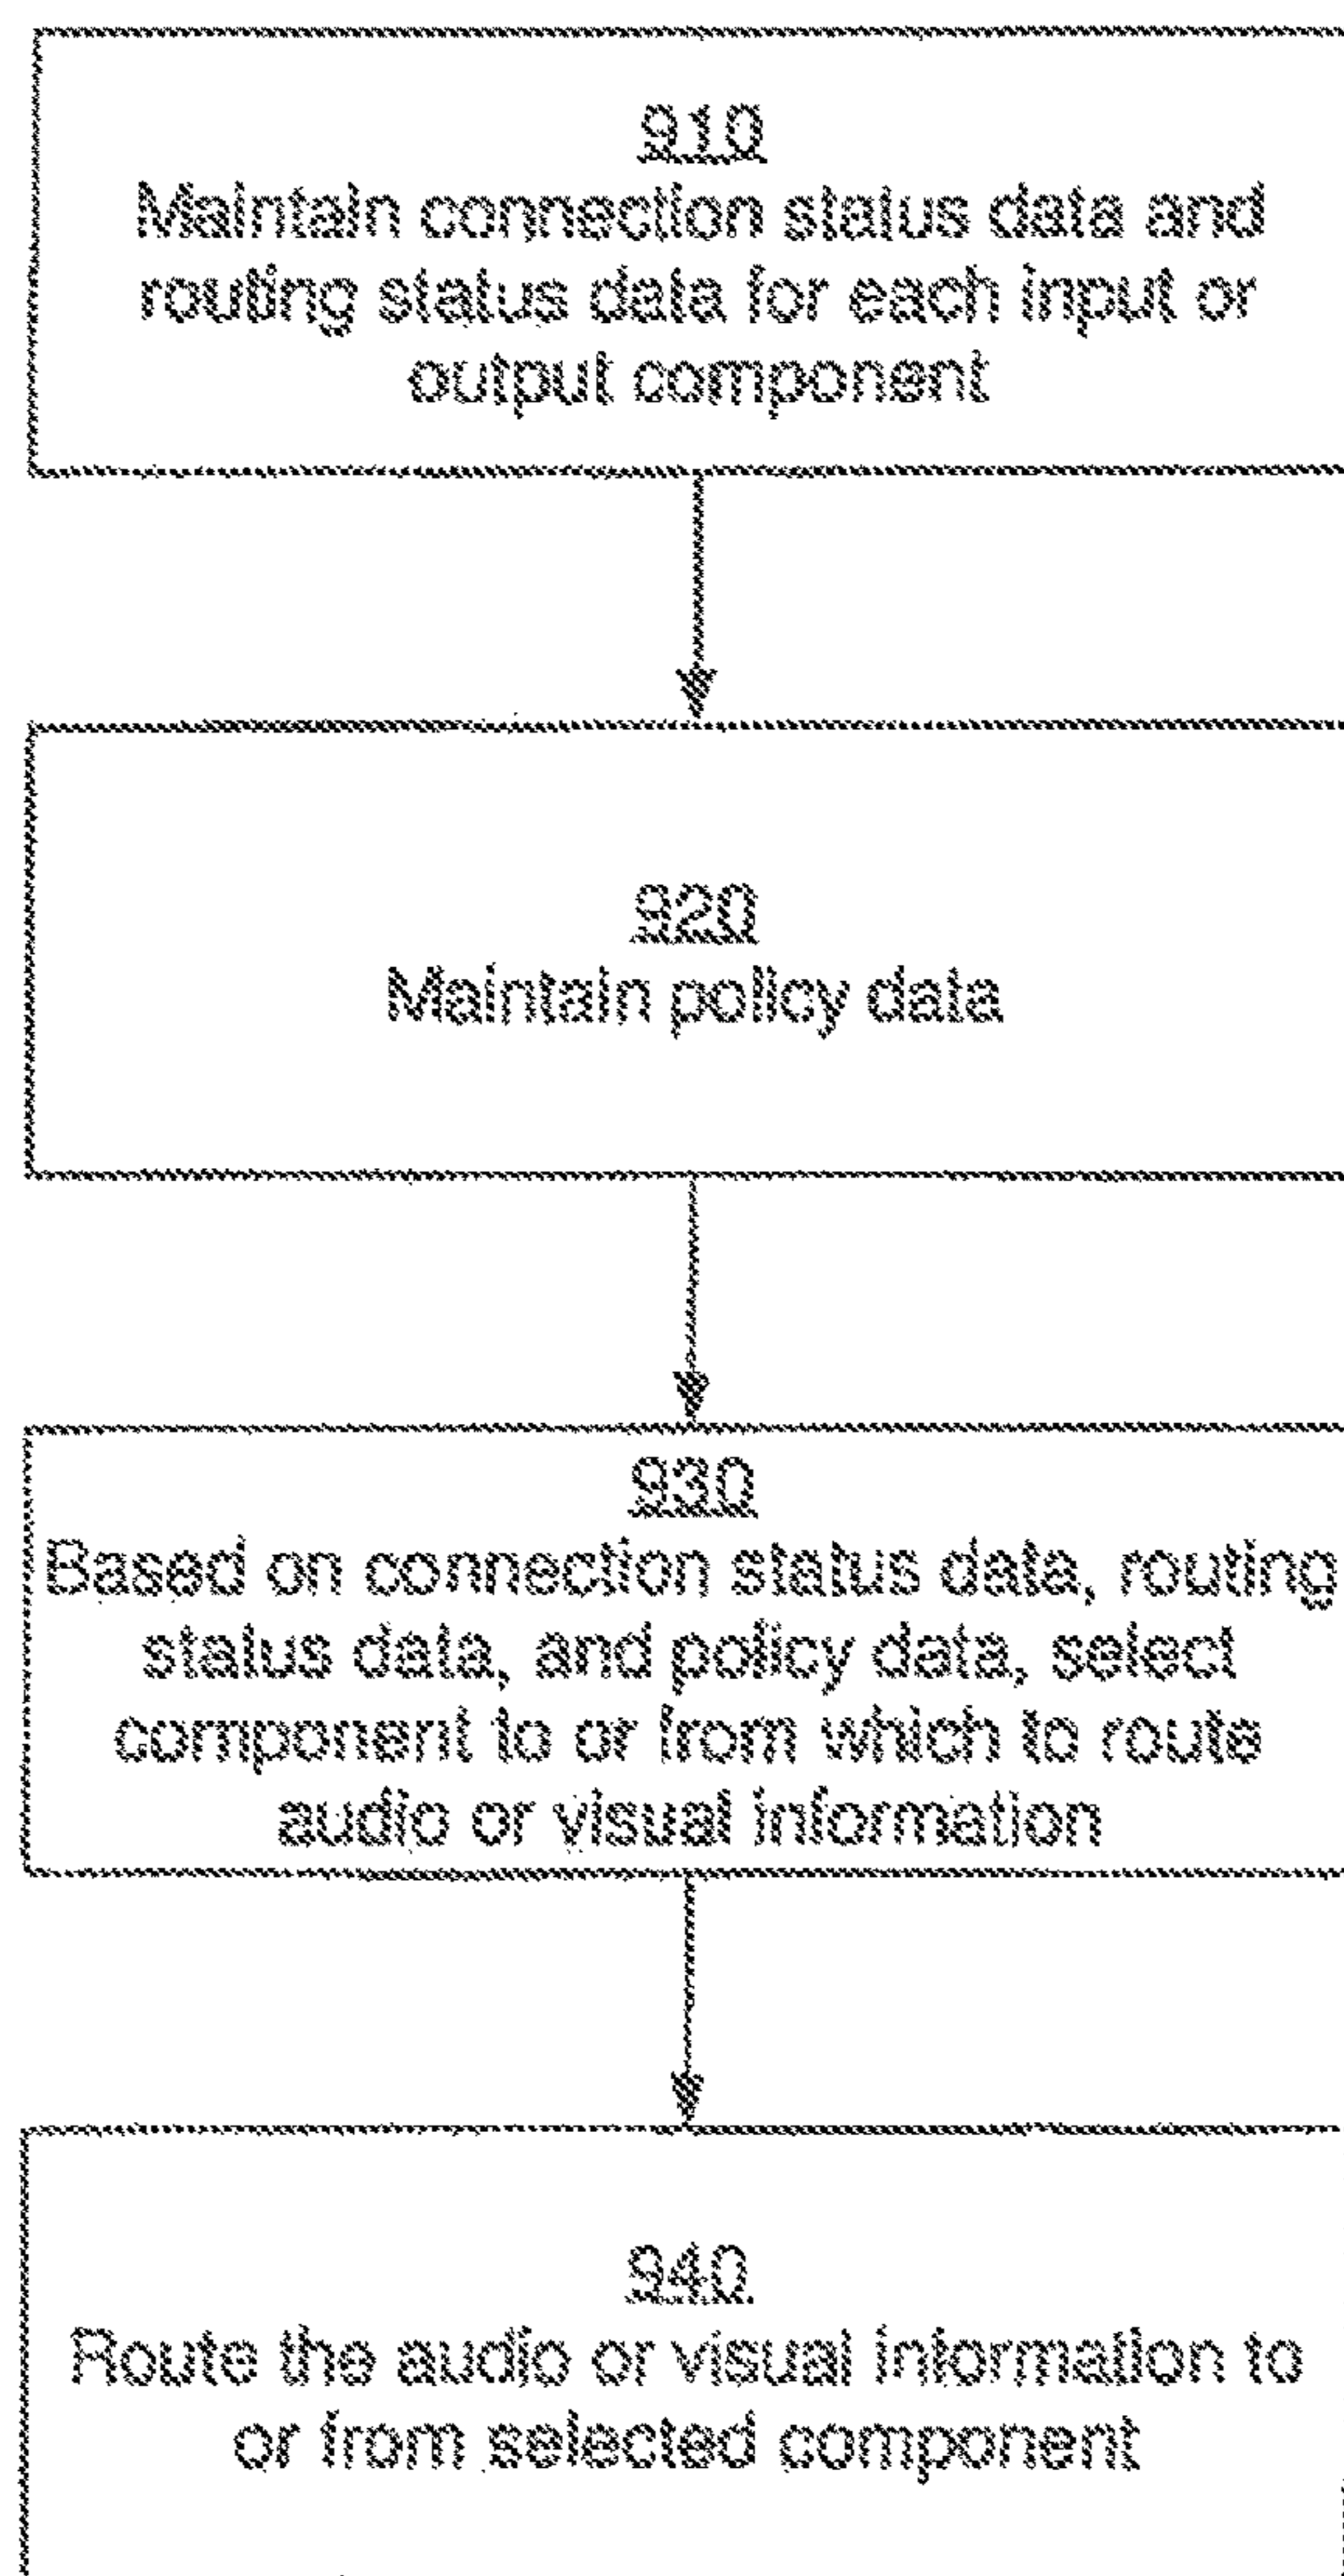 910
Maintain connection status data and
routing status data for each input or
output component
920
Maintain policy data
930
Based on connection status data, routing
status data, and policy data, select
component to or from which to route
audio or visual information
940
Route the audio or visual information to
or from selected component